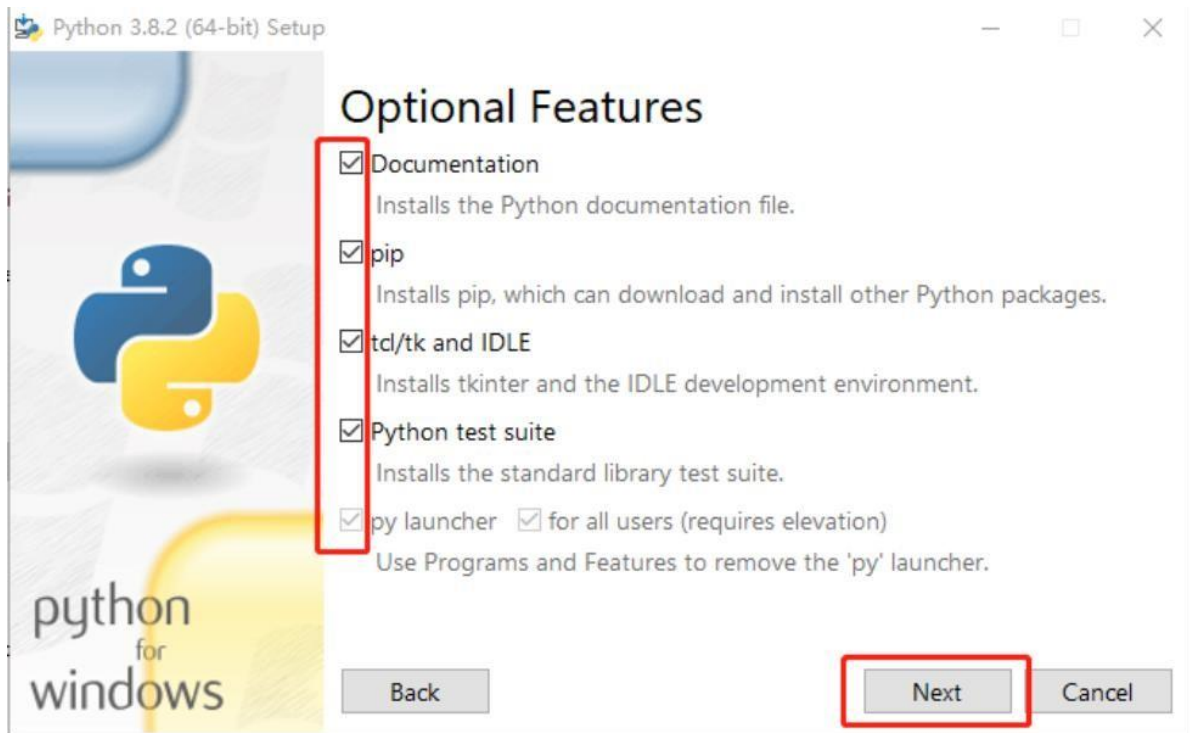 Python 3.8.2 (64-bit) Setup
Optional Features
Documentation
Installs the Python documentation file.
pip
Installs pip, which can download and install other Python packages.
tcl/tk and IDLE
Installs tkinter and the IDLE development environment.
Python test suite
Installs the standard library test suite.
py launcher for all users (requires elevation)
Use Programs and Features to remove the 'py' launcher.
python
for
windows
Back Next Cancel